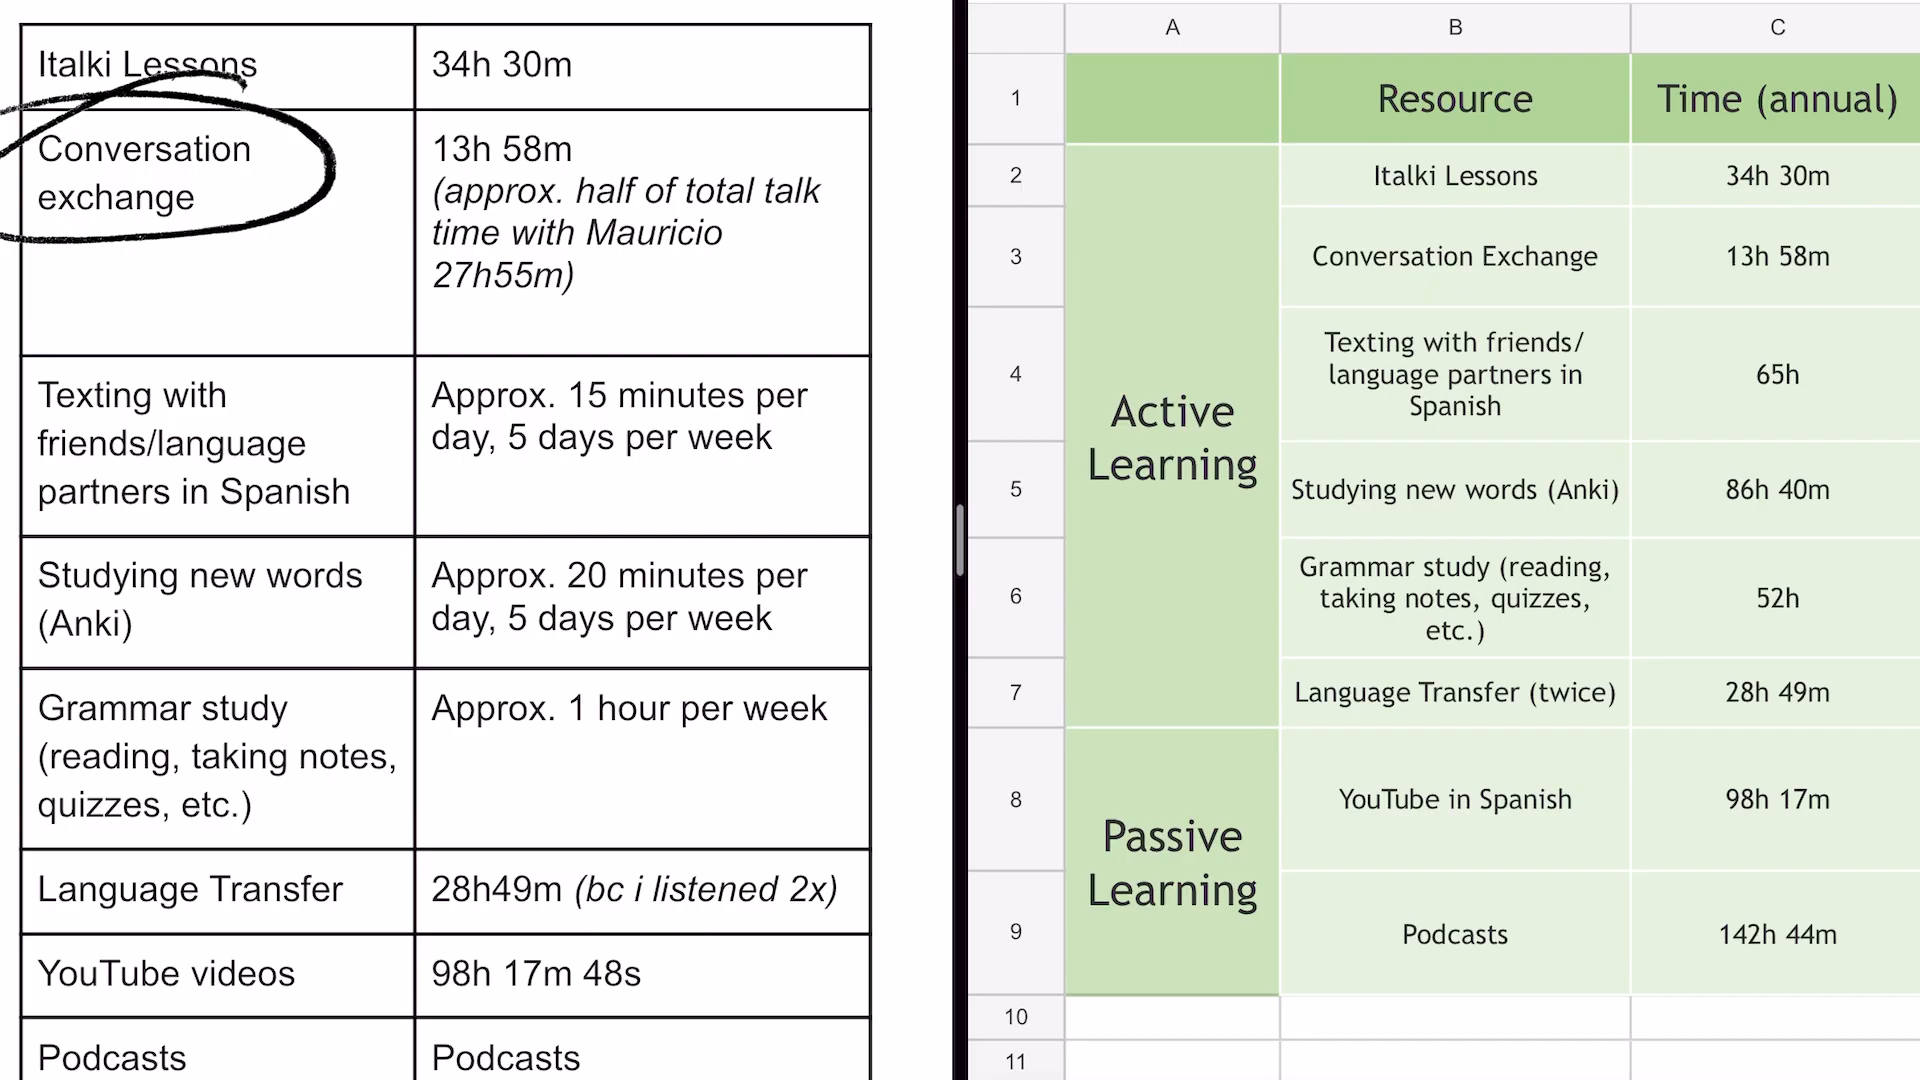 Italki Lessons
34h 30m
Conversation
exchange
13h 58m
(approx. half of total talk
time with Mauricio
27h55m)
Texting with
friends/language
partners in Spanish
Approx. 15 minutes per
day, 5 days per week
Studying new words
(Anki)
Approx. 20 minutes per
day, 5 days per week
Grammar study
(reading, taking notes,
quizzes, etc.)
Approx. 1 hour per week
Language Transfer
28h49m (bc i listened 2x)
YouTube videos
98h 17m 48s
Podcasts
Podcasts
A
B
C
1
Resource
Time (annual)
Active
Learning
2
Italki Lessons
34h 30m
3
Conversation Exchange
13h 58m
4
Texting with friends/
language partners in
Spanish
65h
5
Studying new words (Anki)
86h 40m
6
Grammar study (reading,
taking notes, quizzes,
etc.)
52h
7
Language Transfer (twice)
28h 49m
Passive
Learning
8
YouTube in Spanish
98h 17m
9
Podcasts
142h 44m
10
11